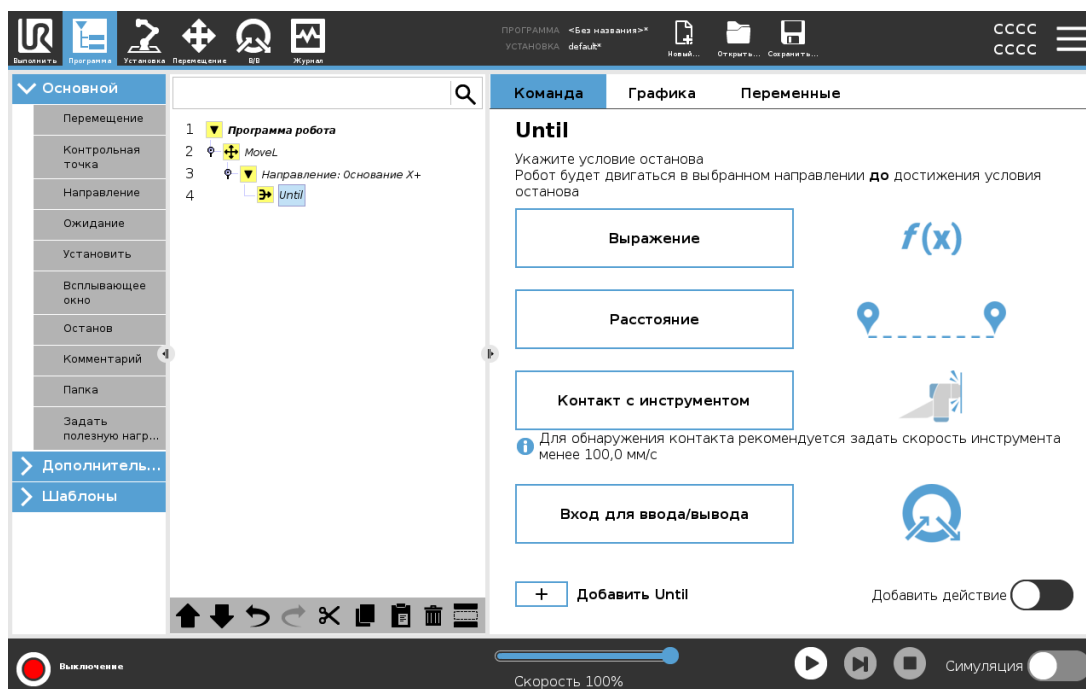 ПРОГРАММА <Без названия>*
УСТАНОВКА default*
CCCC
CCCC
Выполнить
Программа
Установка
Перемещение
В/В
Журнал
Новый...
Открыть...
Сохранить...
Основной
Перемещение
Контрольная
точка
Направление
Ожидание
Установить
Всплывающее
окно
Останов
Комментарий
Папка
Задать
полезную нагр...
Дополнитель...
Шаблоны
1 Программа робота
2 MoveL
3 Направление: Основание X+
4 Until
Команда
Графика
Переменные
Until
Укажите условие останова
Робот будет двигаться в выбранном направлении до достижения условия
останова
Выражение
f(x)
Расстояние
Контакт с инструментом
Для обнаружения контакта рекомендуется задать скорость инструмента
менее 100,0 мм/с
Вход для ввода/вывода
+ Добавить Until
Добавить действие
Выключение
Скорость 100%
Симуляция